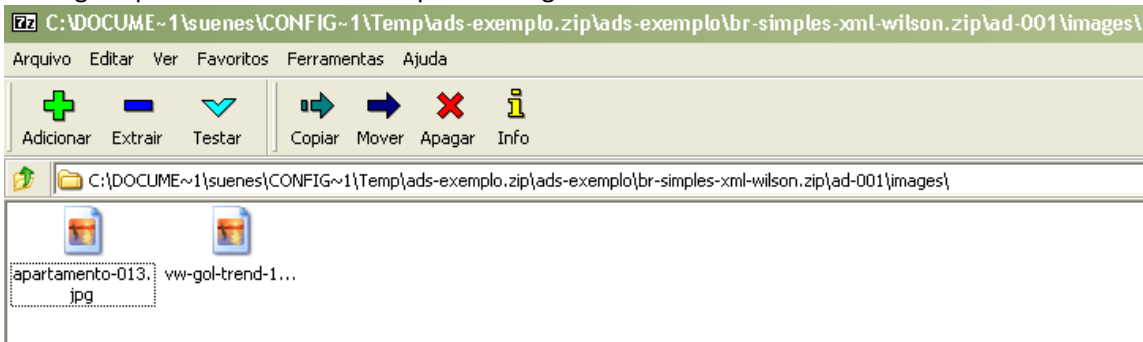 C:\DOCUME~1\suenes\CONFIG~1\Temp\ads-exemplo.zip\ads-exemplo\br-simples-xml-wilson.zip\ad-001\images\
Arquivo Editar Ver Favoritos Ferramentas Ajuda
Adicionar Extrair Testar Copiar Mover Apagar Info
C:\DOCUME~1\suenes\CONFIG~1\Temp\ads-exemplo.zip\ads-exemplo\br-simples-xml-wilson.zip\ad-001\images\
apartamento-013. vw-gol-trend-1...
jpg